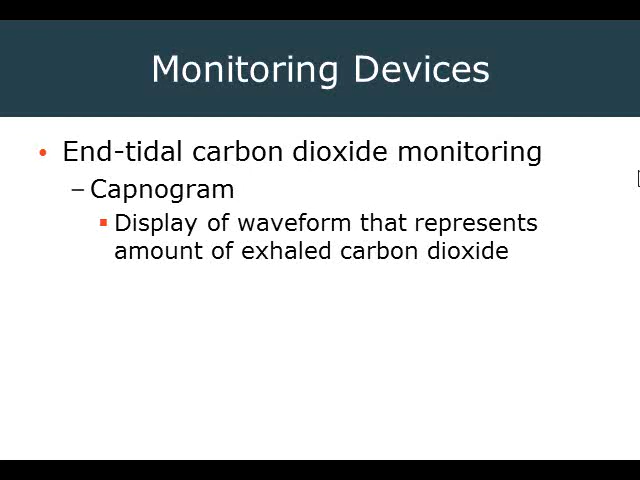 Monitoring Devices
• End-tidal carbon dioxide monitoring
– Capnogram
▪ Display of waveform that represents
amount of exhaled carbon dioxide